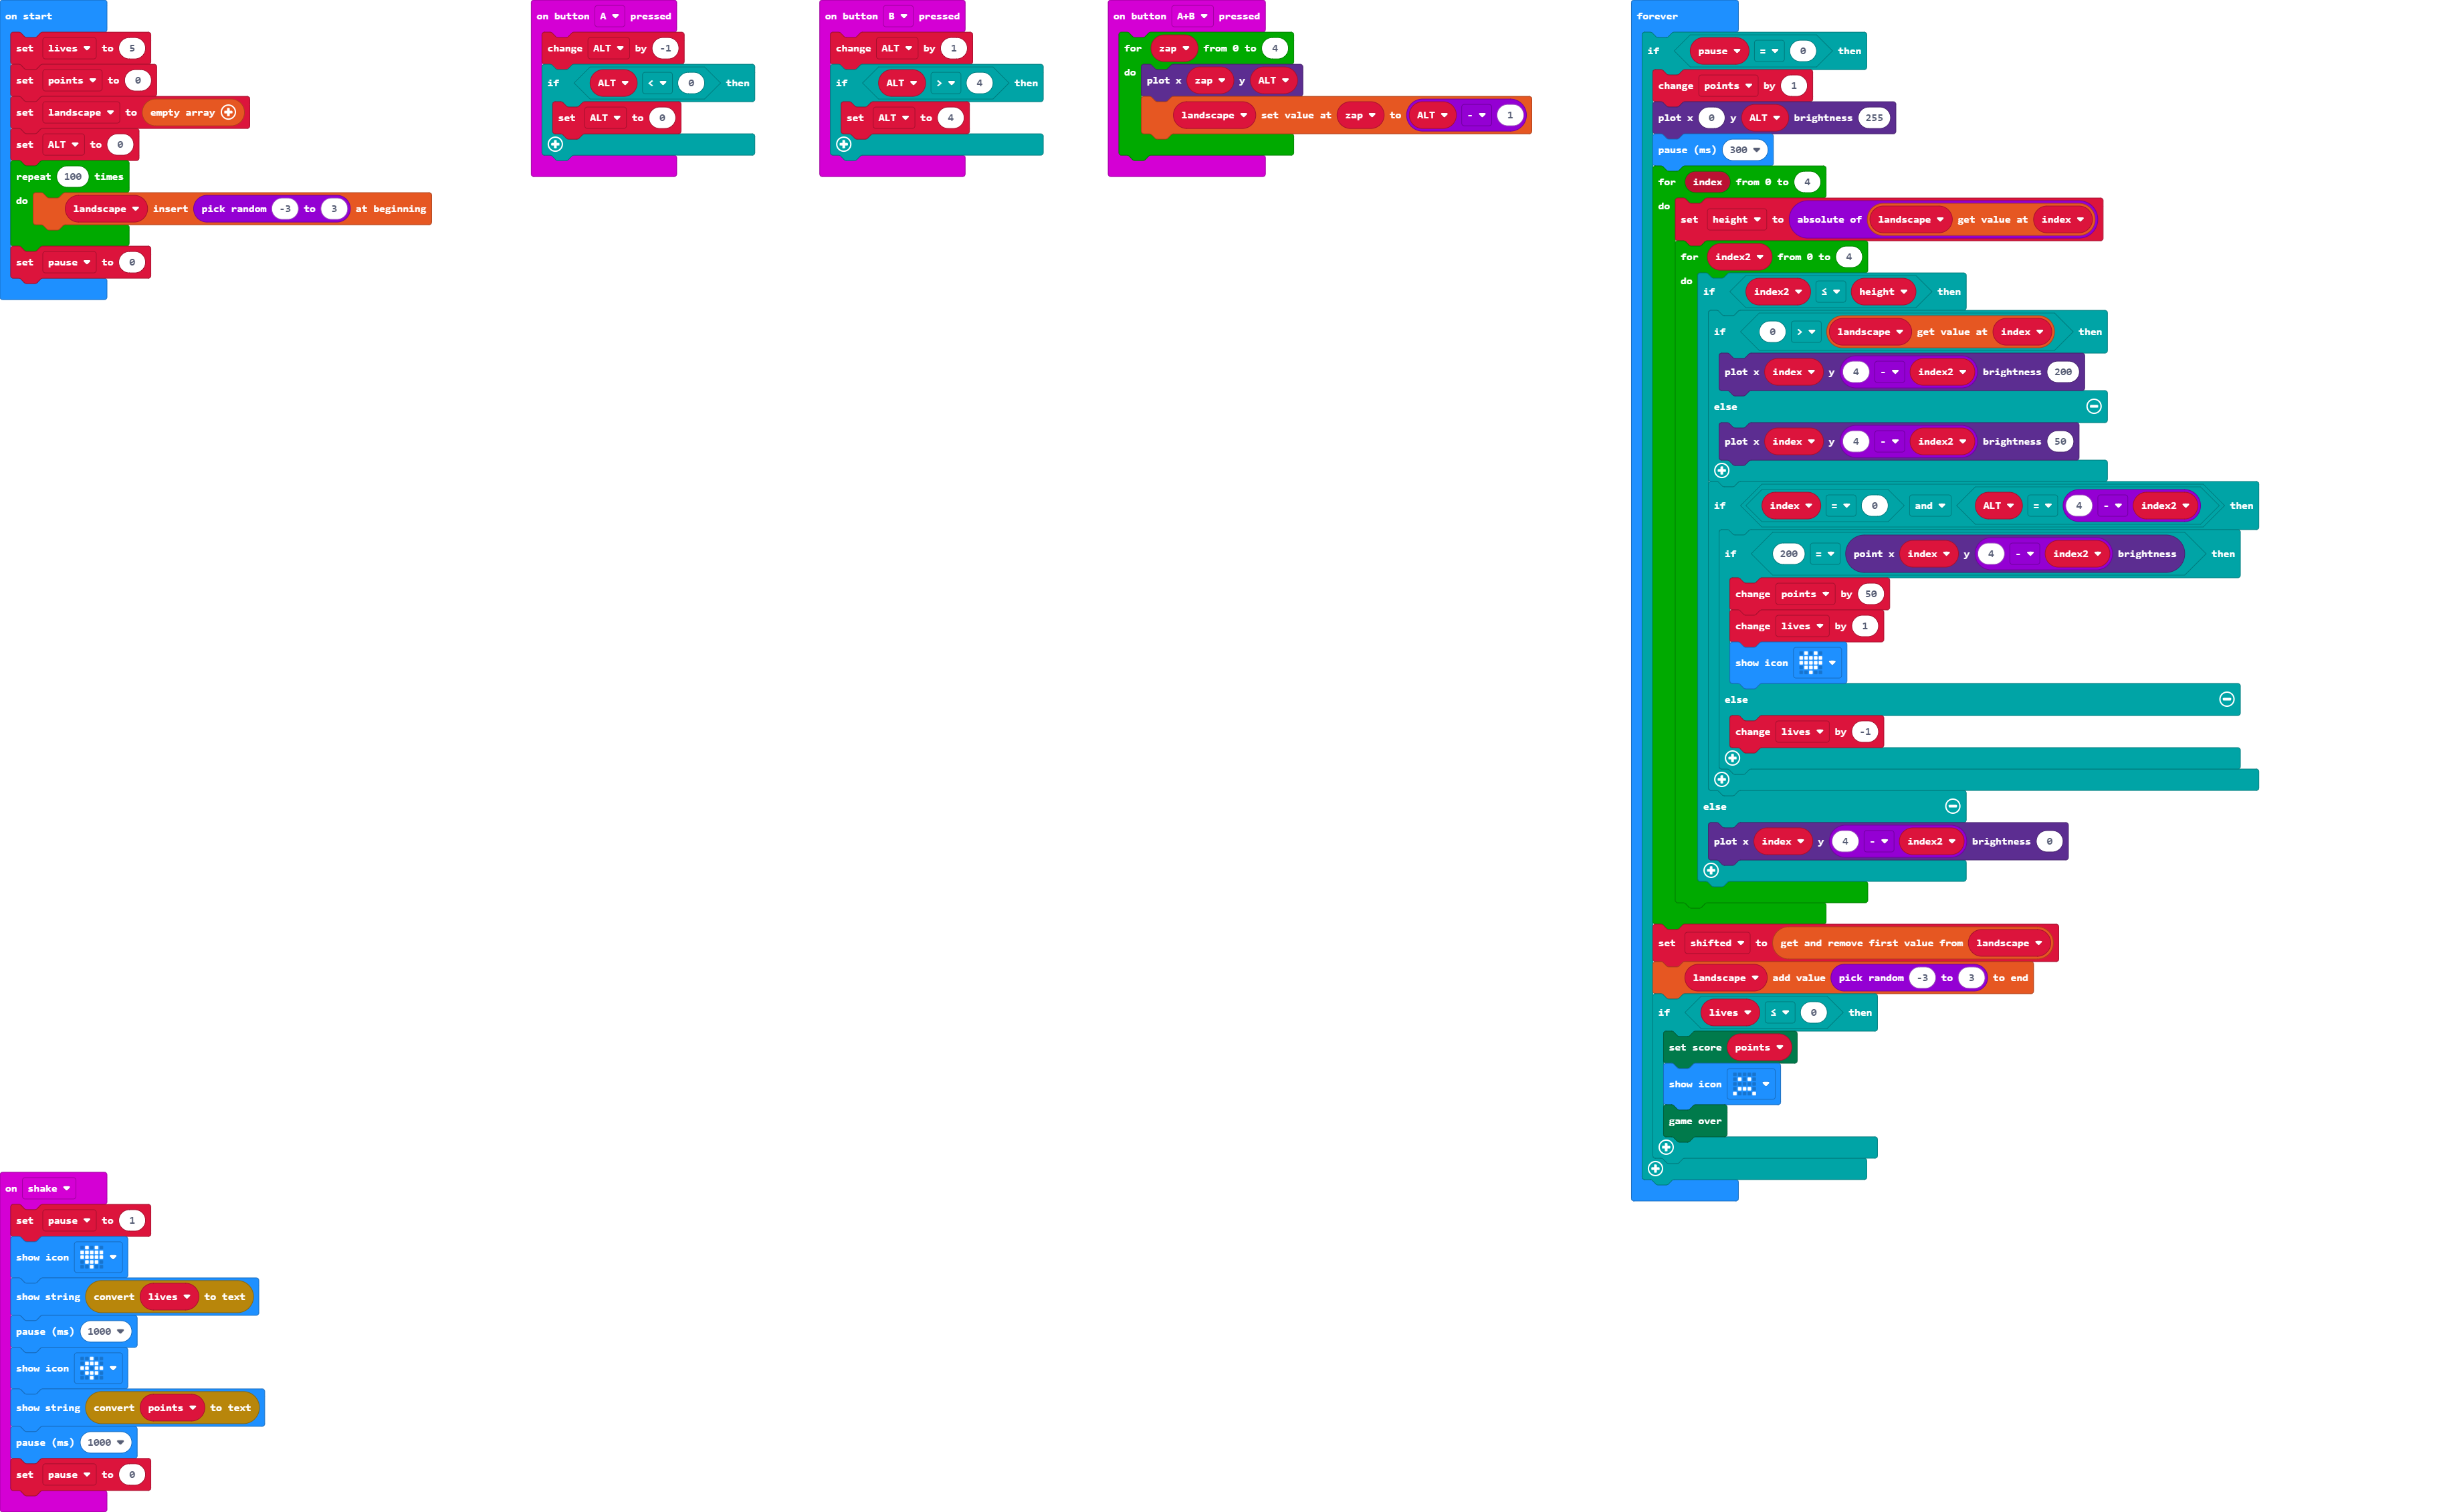 on start
set lives to 5
set points to 0
set landscape to empty array
set ALT to 0
repeat 100 times
do landscape insert pick random -3 to 3 at beginning
set pause to 0
on button A pressed
change ALT by -1
if ALT < 0 then
set ALT to 0
on button B pressed
change ALT by 1
if ALT > 4 then
set ALT to 4
on button A+B pressed
for zap from 0 to 4
do plot x zap y ALT
landscape set value at zap to ALT - 1
forever
if pause = 0 then
change points by 1
plot x 0 y ALT brightness 255
pause (ms) 300
for index from 0 to 4
do set height to absolute of landscape get value at index
for index2 from 0 to 4
do if index2 ≤ height then
if 0 > landscape get value at index then
plot x index y 4 - index2 brightness 200
else
plot x index y 4 - index2 brightness 50
if index = 0 and ALT = 4 - index2 then
if 200 = point x index y 4 - index2 brightness then
change points by 50
change lives by 1
show icon
else
change lives by -1
else
plot x index y 4 - index2 brightness 0
set shifted to get and remove first value from landscape
landscape add value pick random -3 to 3 to end
if lives ≤ 0 then
set score points
show icon
game over
on shake
set pause to 1
show icon
show string convert lives to text
pause (ms) 1000
show icon
show string convert points to text
pause (ms) 1000
set pause to 0